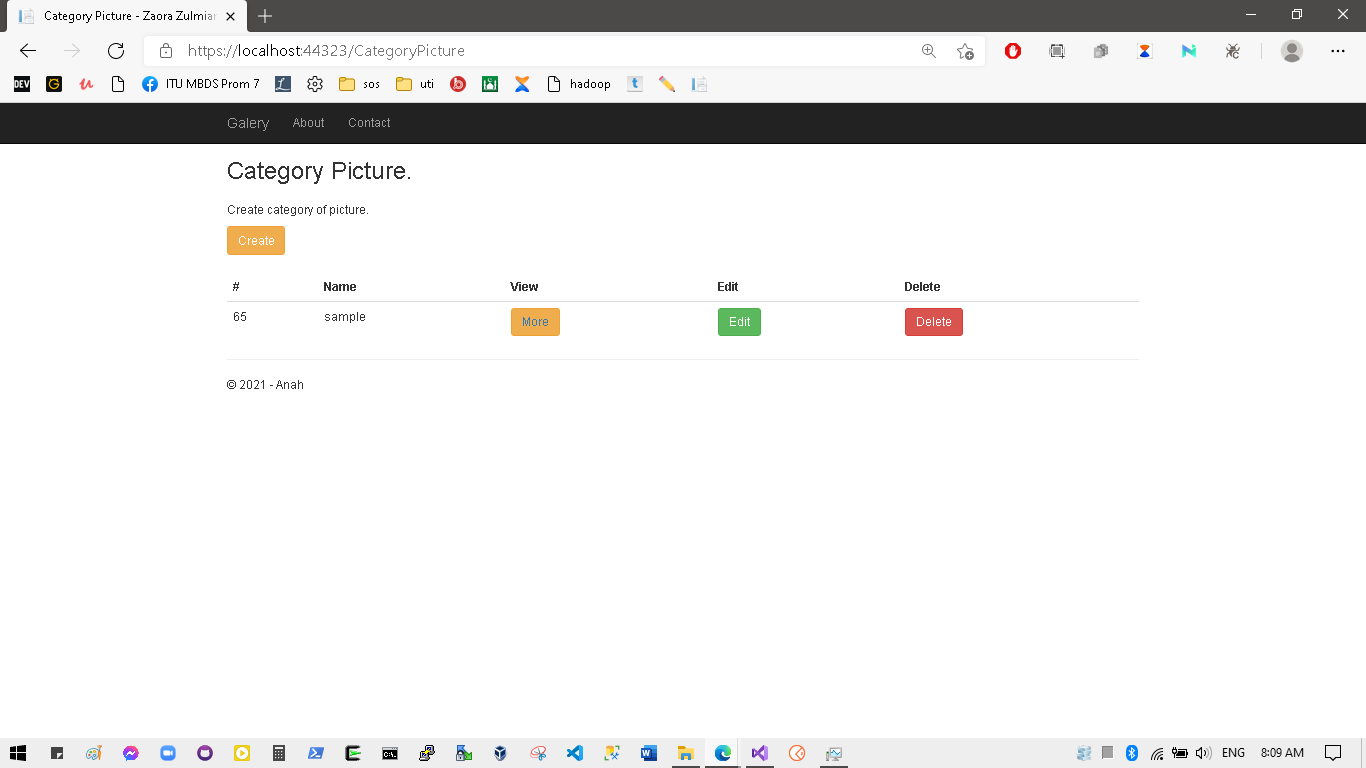 Category Picture - Zaora Zulmiar
https://localhost:44323/CategoryPicture
DEV G ITU MBDS Prom 7 L sos uti b hadoop t
Galery About Contact
Category Picture.
Create category of picture.
Create
# Name View Edit Delete
65 sample More Edit Delete
© 2021 - Anah
ENG 8:09 AM